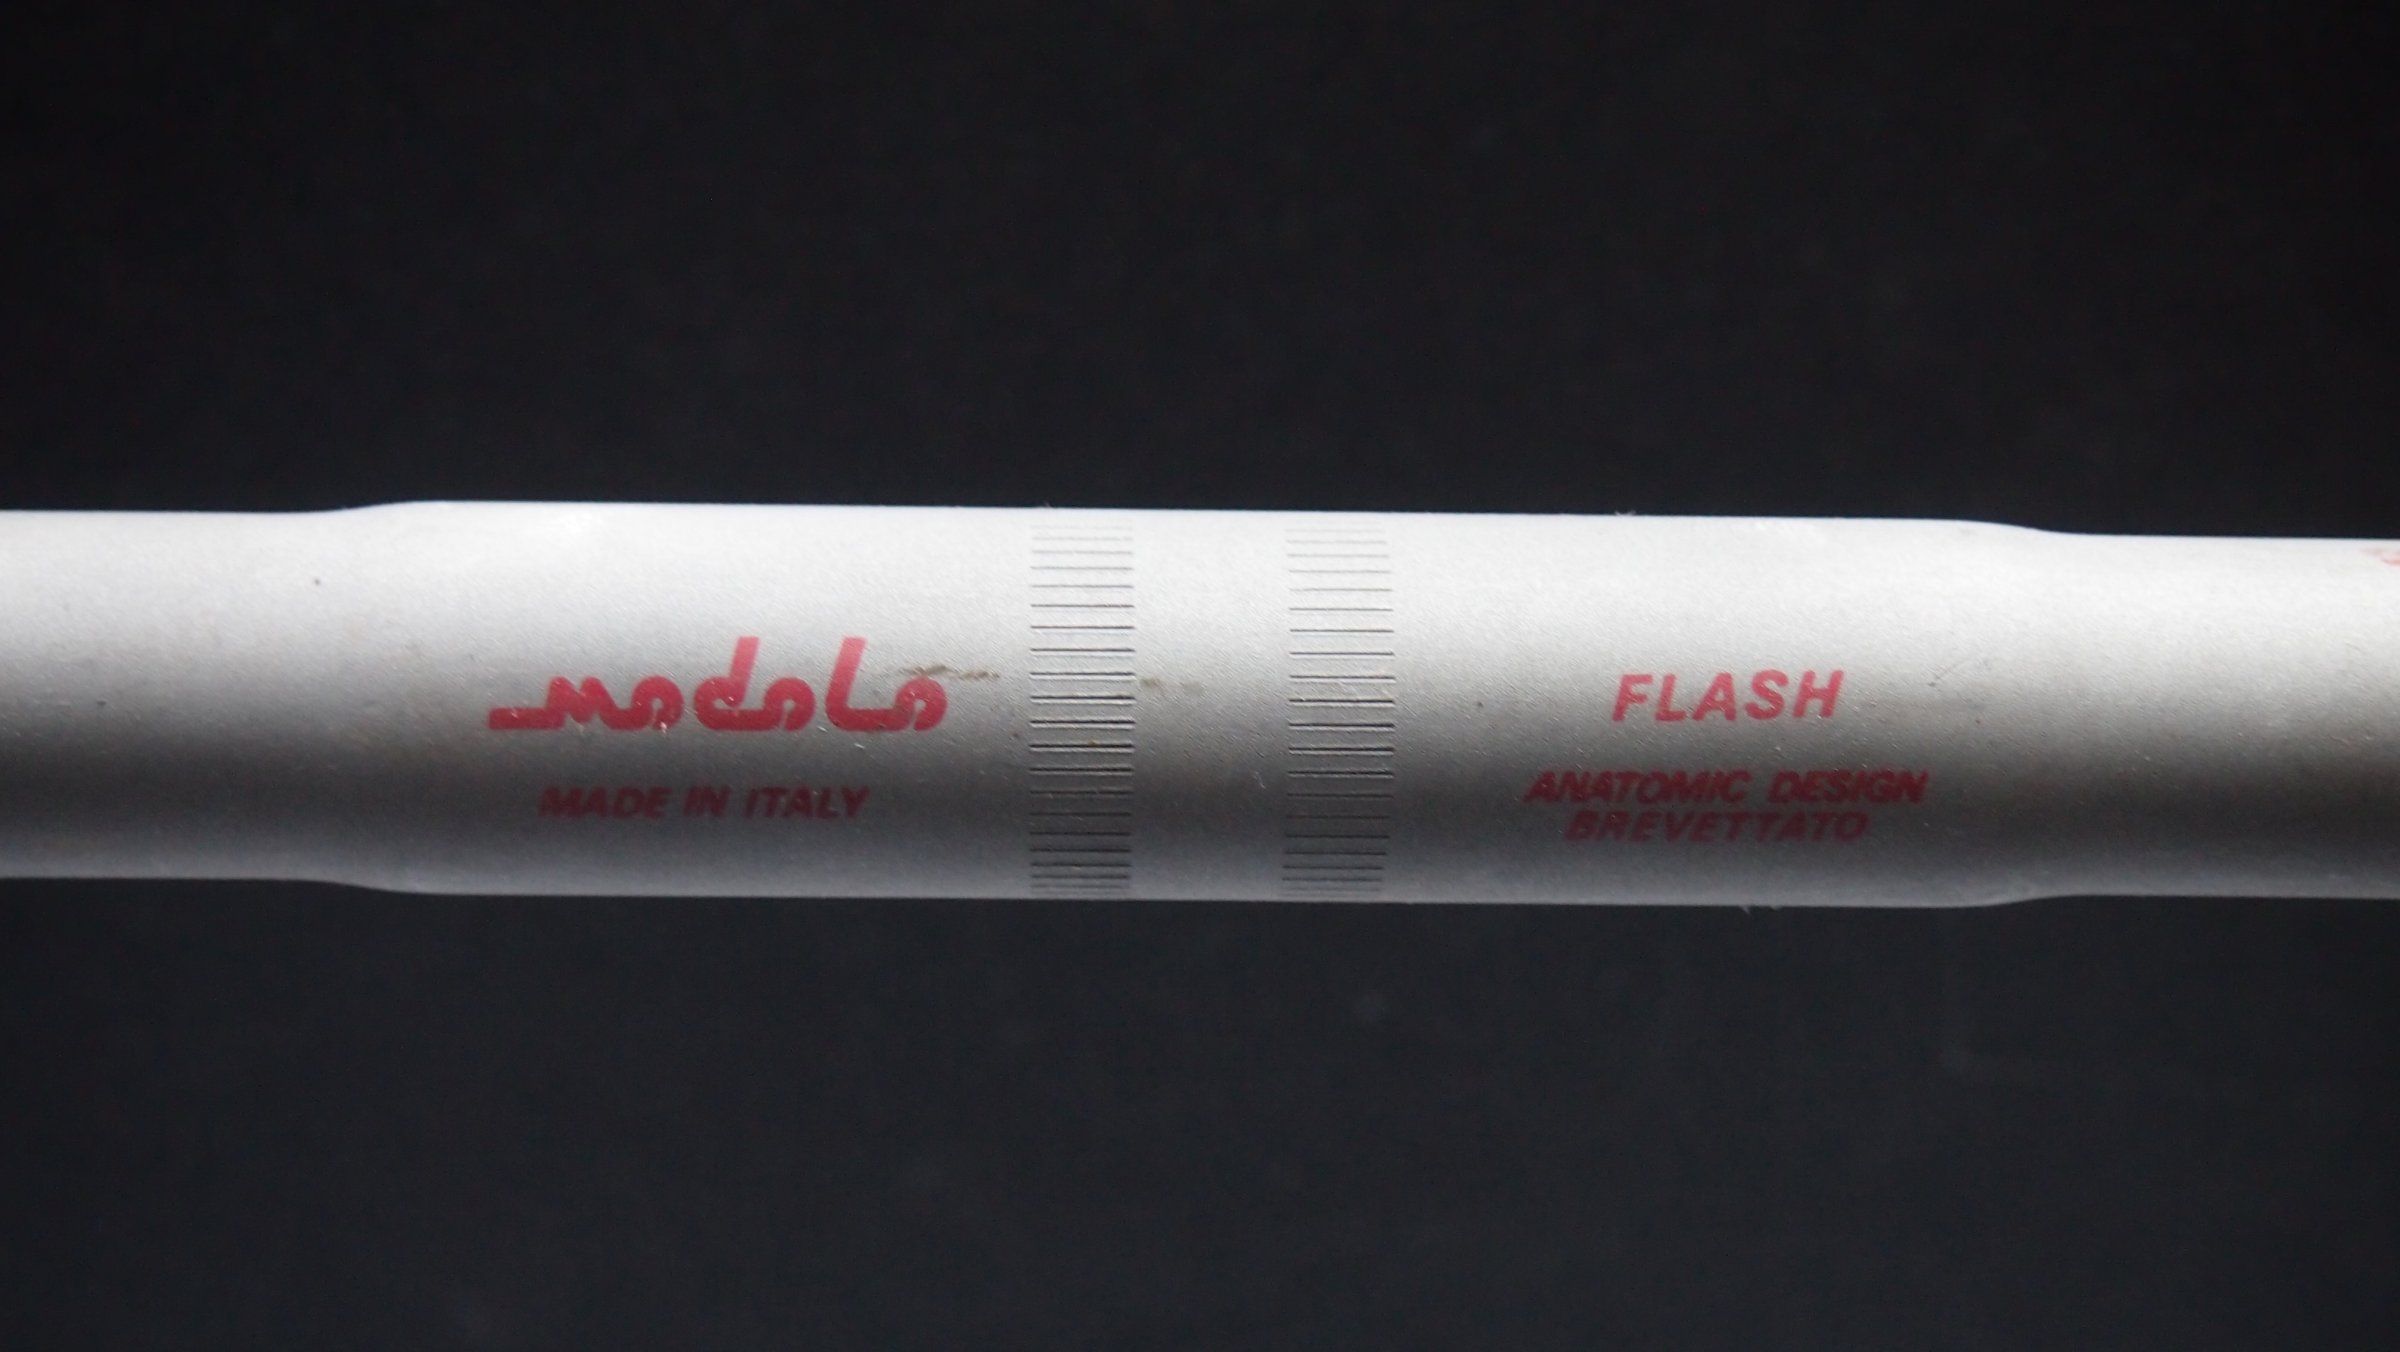 modolo
MADE IN ITALY
FLASH
ANATOMIC DESIGN
BREVETTATO